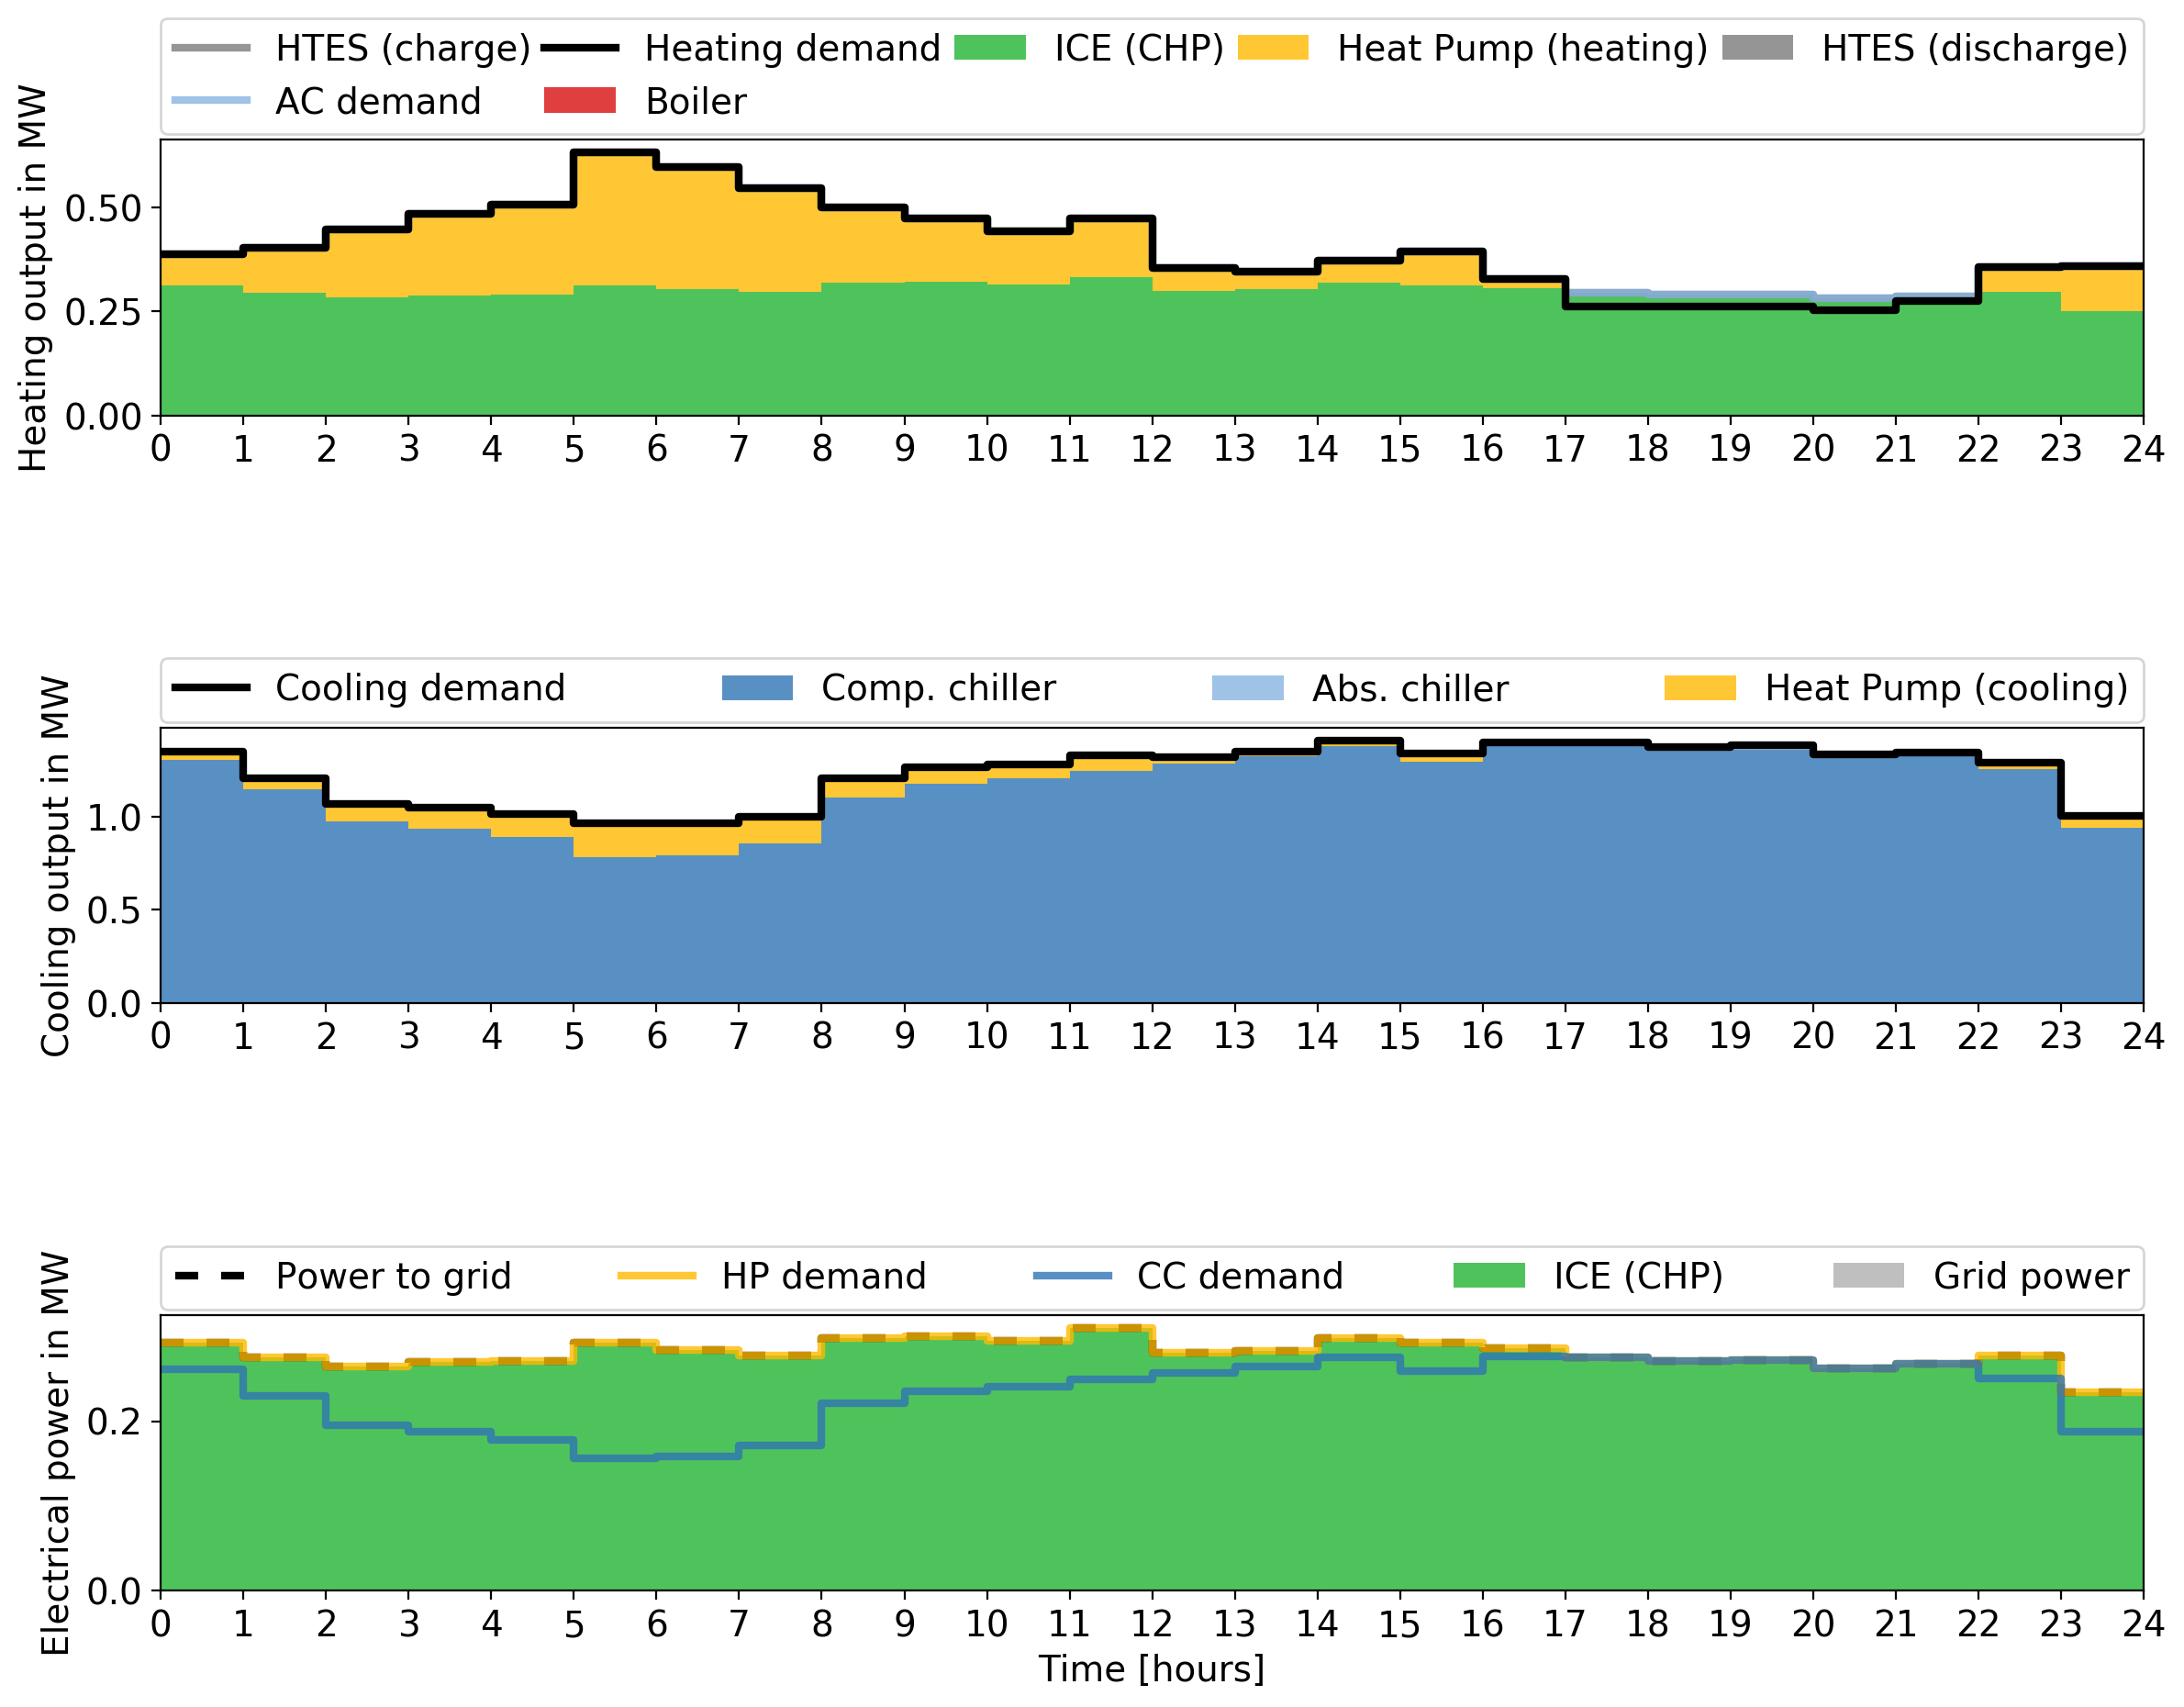 HTES (charge) Heating demand ICE (CHP) Heat Pump (heating) HTES (discharge)
AC demand Boiler
Heating output in MW
0.50
0.25
0.00
0 1 2 3 4 5 6 7 8 9 10 11 12 13 14 15 16 17 18 19 20 21 22 23 24
Cooling demand Comp. chiller Abs. chiller Heat Pump (cooling)
Cooling output in MW
1.0
0.5
0.0
0 1 2 3 4 5 6 7 8 9 10 11 12 13 14 15 16 17 18 19 20 21 22 23 24
Power to grid HP demand CC demand ICE (CHP) Grid power
Electrical power in MW
0.2
0.0
0 1 2 3 4 5 6 7 8 9 10 11 12 13 14 15 16 17 18 19 20 21 22 23 24
Time [hours]